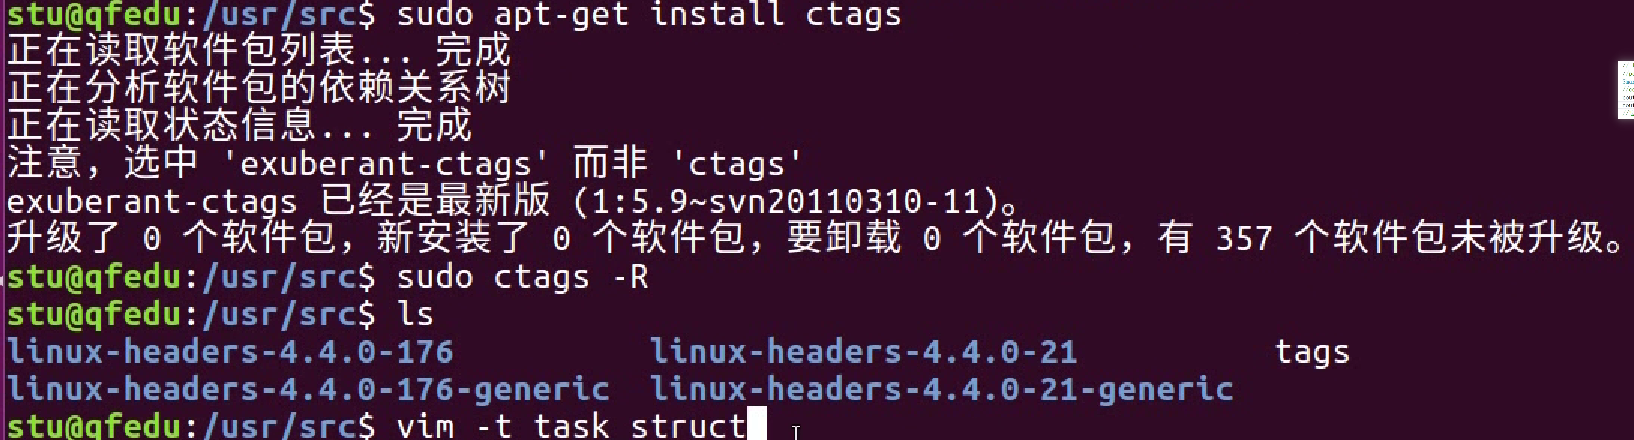 stu@qfedu:/usr/src$ sudo apt-get install ctags
正在读取软件包列表... 完成
正在分析软件包的依赖关系树
正在读取状态信息... 完成
注意，选中 'exuberant-ctags' 而非 'ctags'
exuberant-ctags 已经是最新版 (1:5.9~svn20110310-11)。
升级了 0 个软件包，新安装了 0 个软件包，要卸载 0 个软件包，有 357 个软件包未被升级。
stu@qfedu:/usr/src$ sudo ctags -R
stu@qfedu:/usr/src$ ls
linux-headers-4.4.0-176 linux-headers-4.4.0-21 tags
linux-headers-4.4.0-176-generic linux-headers-4.4.0-21-generic
stu@qfedu:/usr/src$ vim -t task_struct